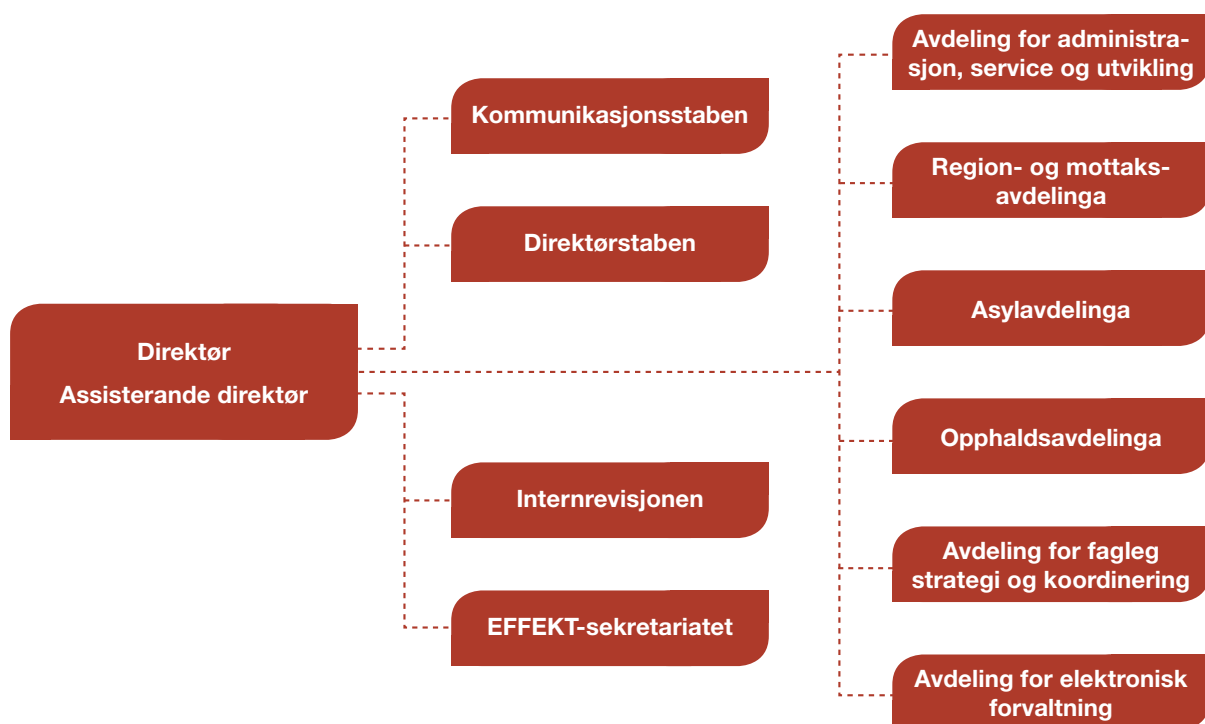 Direktør
Assisterande direktør
Kommunikasjonsstaben
Direktørstaben
Internrevisjonen
EFFEKT-sekretariatet
Avdeling for administra-
sjon, service og utvikling
Region- og mottaks-
avdelinga
Asylavdelinga
Opphaldsavdelinga
Avdeling for fagleg
strategi og koordinering
Avdeling for elektronisk
forvaltning